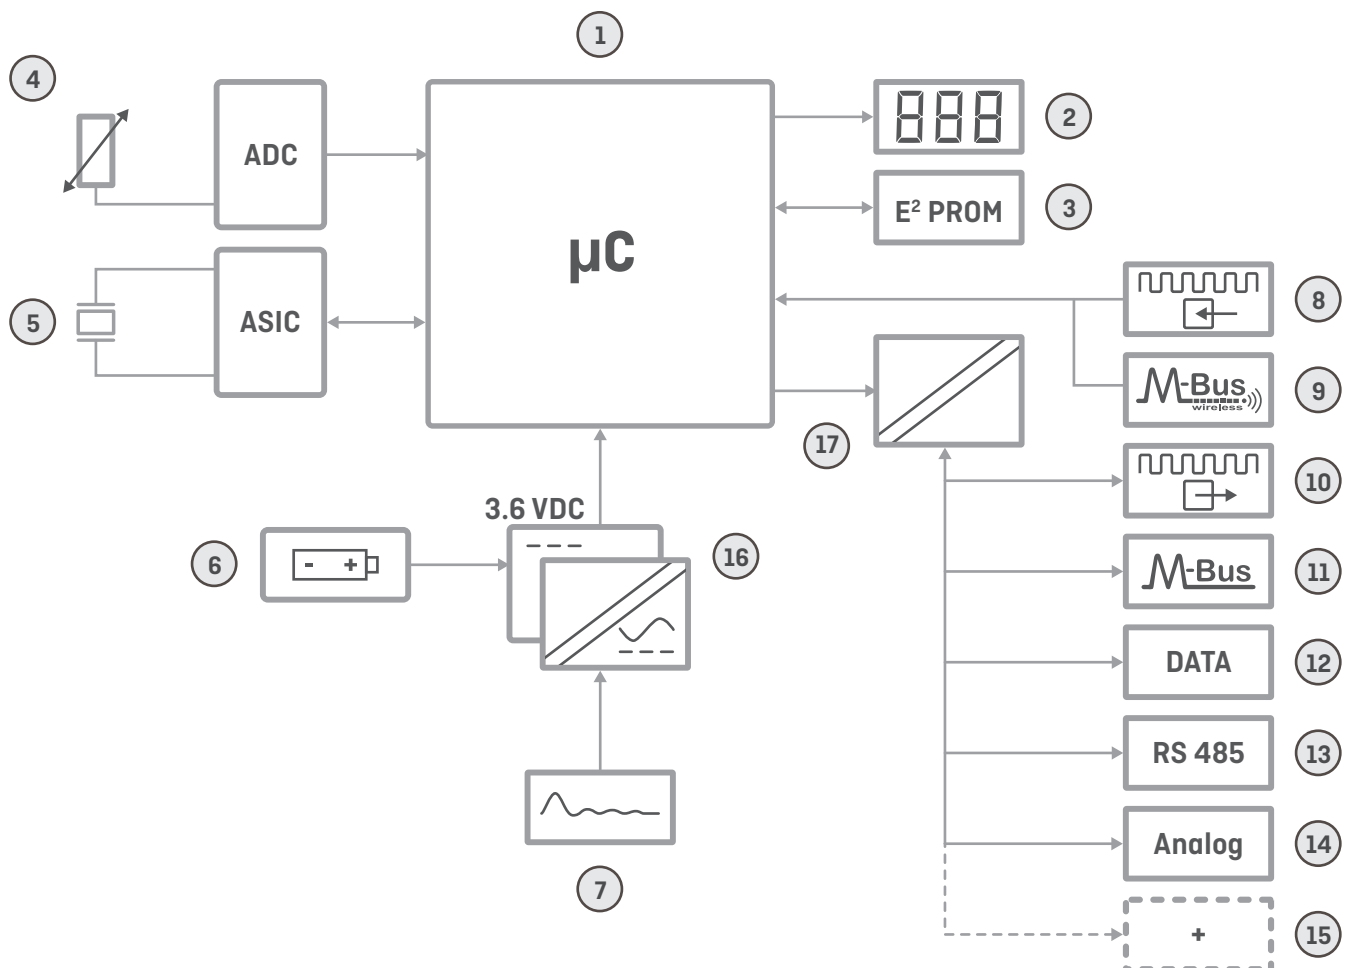 1
4
ADC
888
2
E² PROM
3
µC
5
ASIC
8
M-Bus
wireless
9
17
10
3.6 VDC
6
- +
16
M-Bus
11
DATA
12
RS 485
13
Analog
14
7
+
15